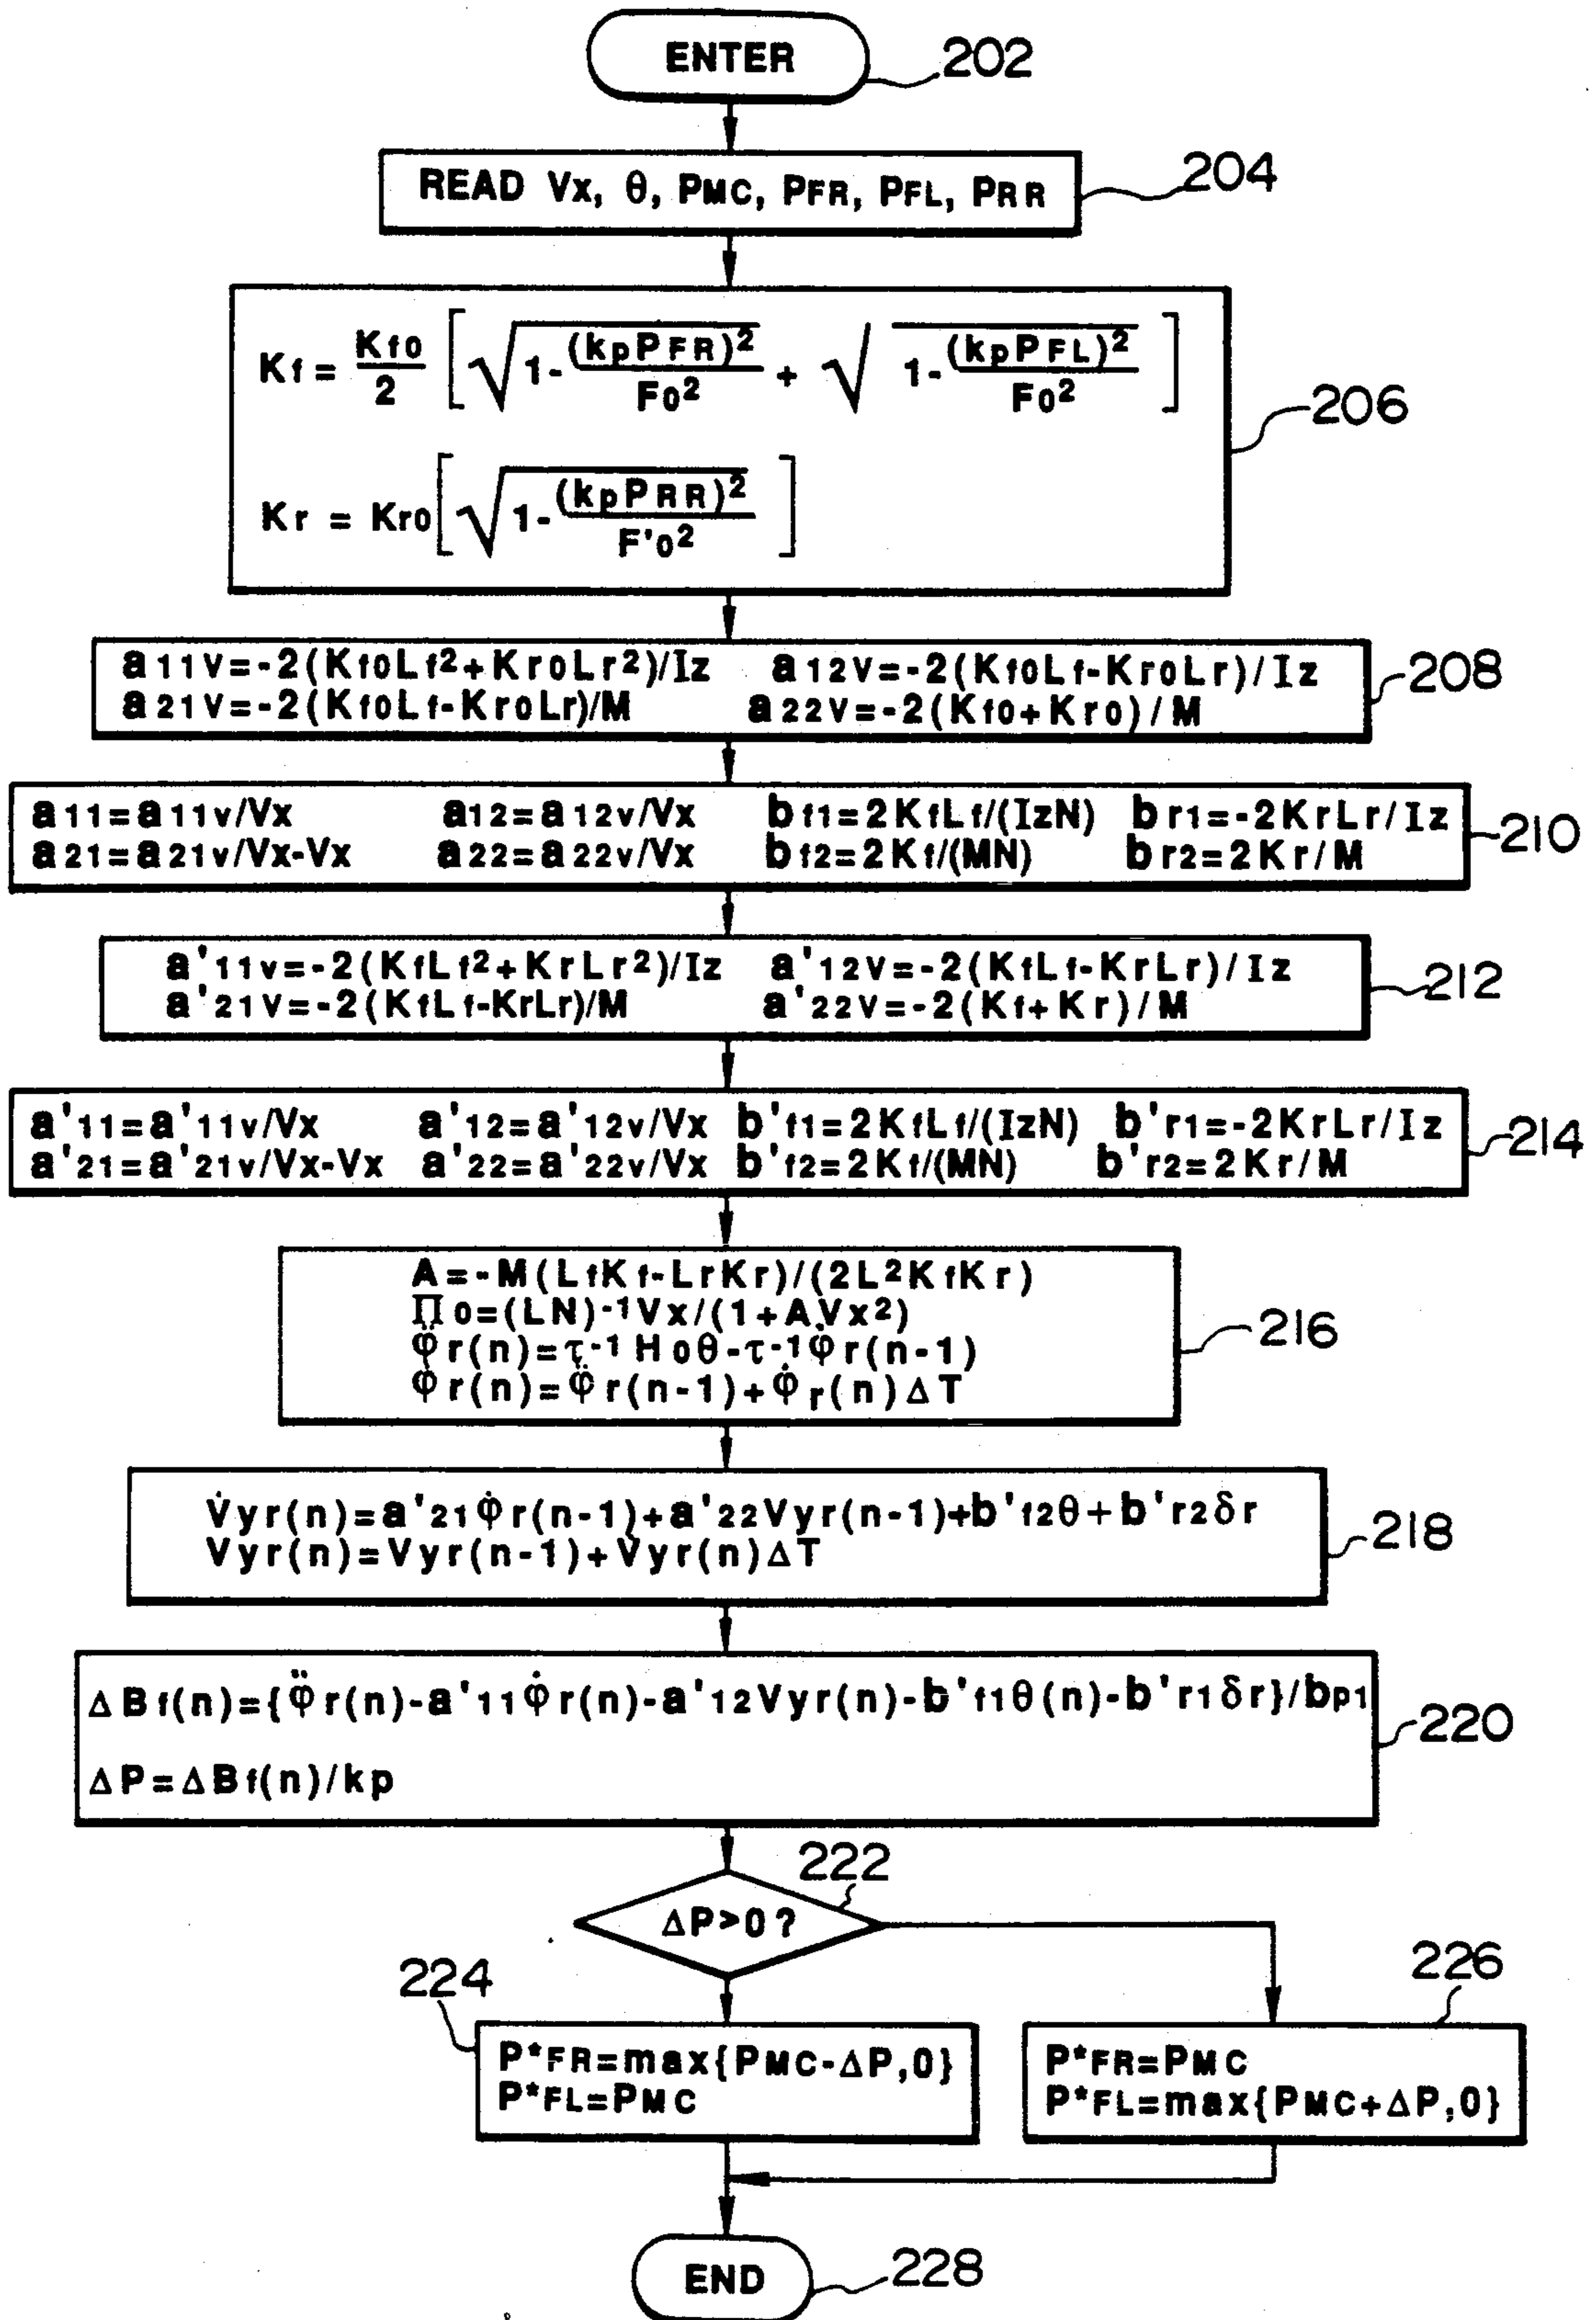 ENTER
202
READ Vx, θ, PMC, PFR, PFL, PRR
204
Kf = Kf0/2 [ √(1-(kpPFR)²/F0²) + √(1-(kpPFL)²/F0²) ]
Kr = Kr0[ √(1-(kpPRR)²/F'0²) ]
206
a11v=-2(Kf0Lf²+Kr0Lr²)/Iz a12v=-2(Kf0Lf-Kr0Lr)/Iz
a21v=-2(Kf0Lf-Kr0Lr)/M a22v=-2(Kf0+Kr0)/M
208
a11=a11v/Vx a12=a12v/Vx bf1=2KfLf/(IzN) br1=-2KrLr/Iz
a21=a21v/Vx-Vx a22=a22v/Vx bf2=2Kf/(MN) br2=2Kr/M
210
a'11v=-2(KfLf²+KrLr²)/Iz a'12v=-2(KfLf-KrLr)/Iz
a'21v=-2(KfLf-KrLr)/M a'22v=-2(Kf+Kr)/M
212
a'11=a'11v/Vx a'12=a'12v/Vx b'f1=2KfLf/(IzN) b'r1=-2KrLr/Iz
a'21=a'21v/Vx-Vx a'22=a'22v/Vx b'f2=2Kf/(MN) b'r2=2Kr/M
214
A=-M(LfKf-LrKr)/(2L²KfKr)
Π0=(LN)⁻¹Vx/(1+AVx²)
φ̈r(n)=τ⁻¹H0θ-τ⁻¹φ̇r(n-1)
φ̇r(n)=φ̈r(n-1)+φ̇r(n)ΔT
216
V̇yr(n)=a'21φ̇r(n-1)+a'22Vyr(n-1)+b'f2θ+b'r2δr
Vyr(n)=Vyr(n-1)+V̇yr(n)ΔT
218
ΔBf(n)={φ̈r(n)-a'11φ̇r(n)-a'12Vyr(n)-b'f1θ(n)-b'r1δr}/bp1
ΔP=ΔBf(n)/kp
220
222
ΔP>0?
224
P*FR=max{PMC-ΔP,0}
P*FL=PMC
226
P*FR=PMC
P*FL=max{PMC+ΔP,0}
END
228